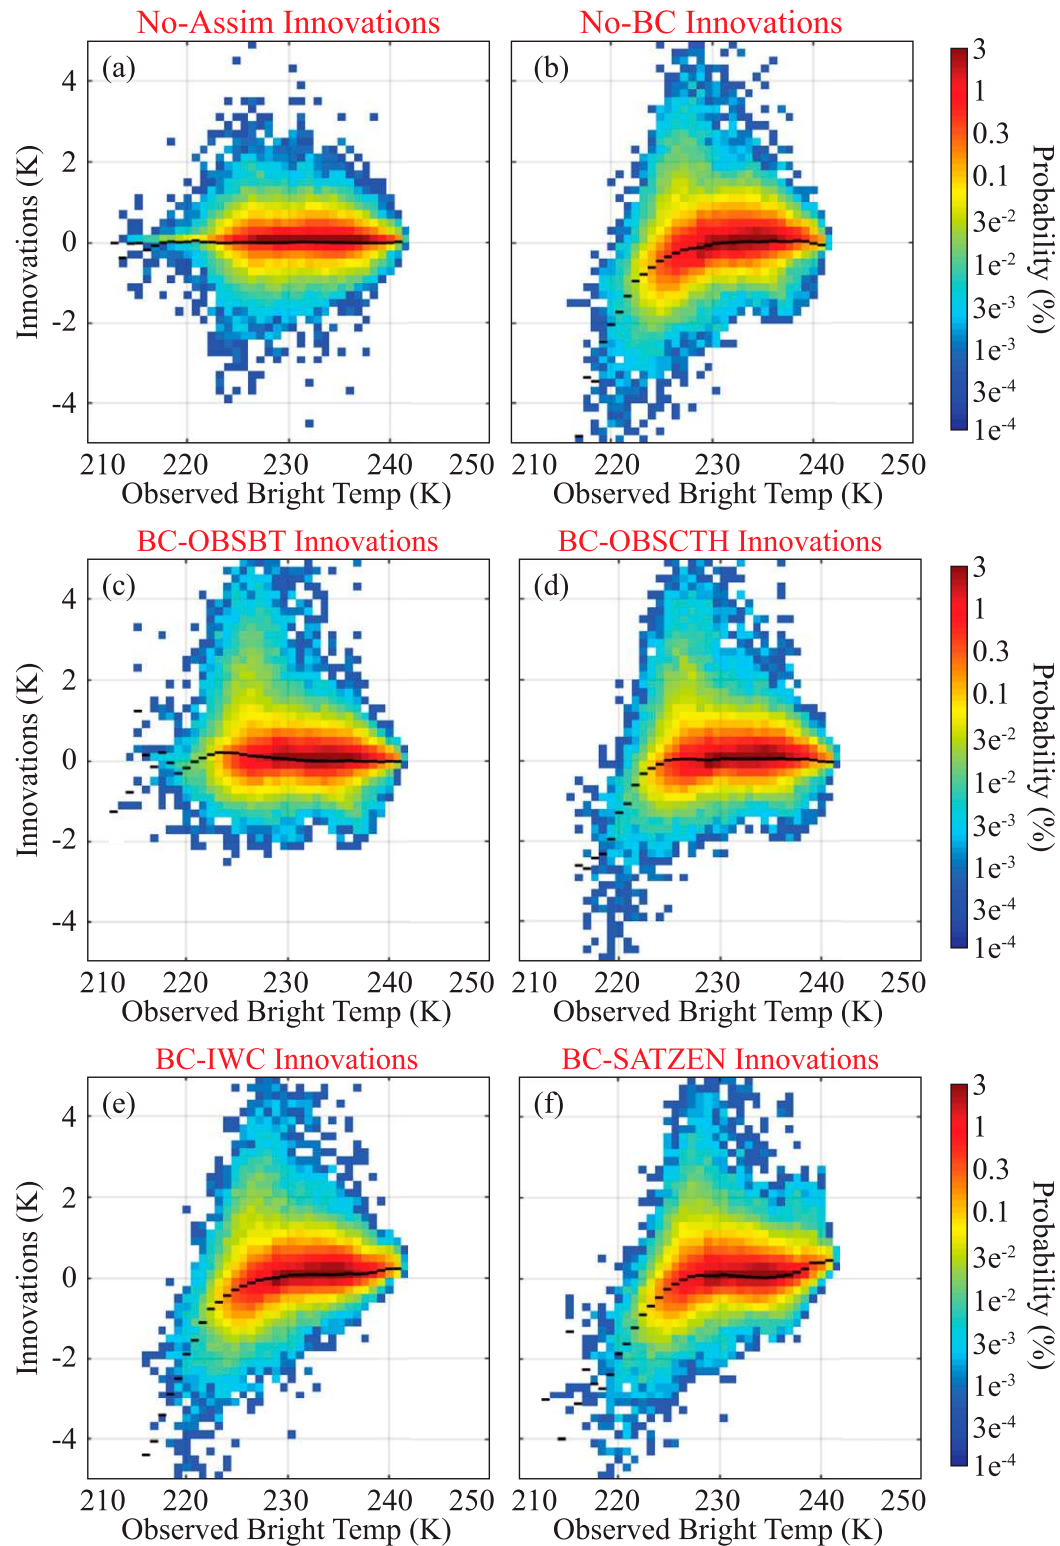 No-Assim Innovations
No-BC Innovations
(a)
(b)
4
2
0
-2
-4
Innovations (K)
210 220 230 240 250
210 220 230 240 250
Observed Bright Temp (K)
Observed Bright Temp (K)
3
1
0.3
0.1
3e-2
1e-2
3e-3
1e-3
3e-4
1e-4
Probability (%)
BC-OBSBT Innovations
BC-OBSCTH Innovations
(c)
(d)
4
2
0
-2
-4
Innovations (K)
210 220 230 240 250
210 220 230 240 250
Observed Bright Temp (K)
Observed Bright Temp (K)
3
1
0.3
0.1
3e-2
1e-2
3e-3
1e-3
3e-4
1e-4
Probability (%)
BC-IWC Innovations
BC-SATZEN Innovations
(e)
(f)
4
2
0
-2
-4
Innovations (K)
210 220 230 240 250
210 220 230 240 250
Observed Bright Temp (K)
Observed Bright Temp (K)
3
1
0.3
0.1
3e-2
1e-2
3e-3
1e-3
3e-4
1e-4
Probability (%)